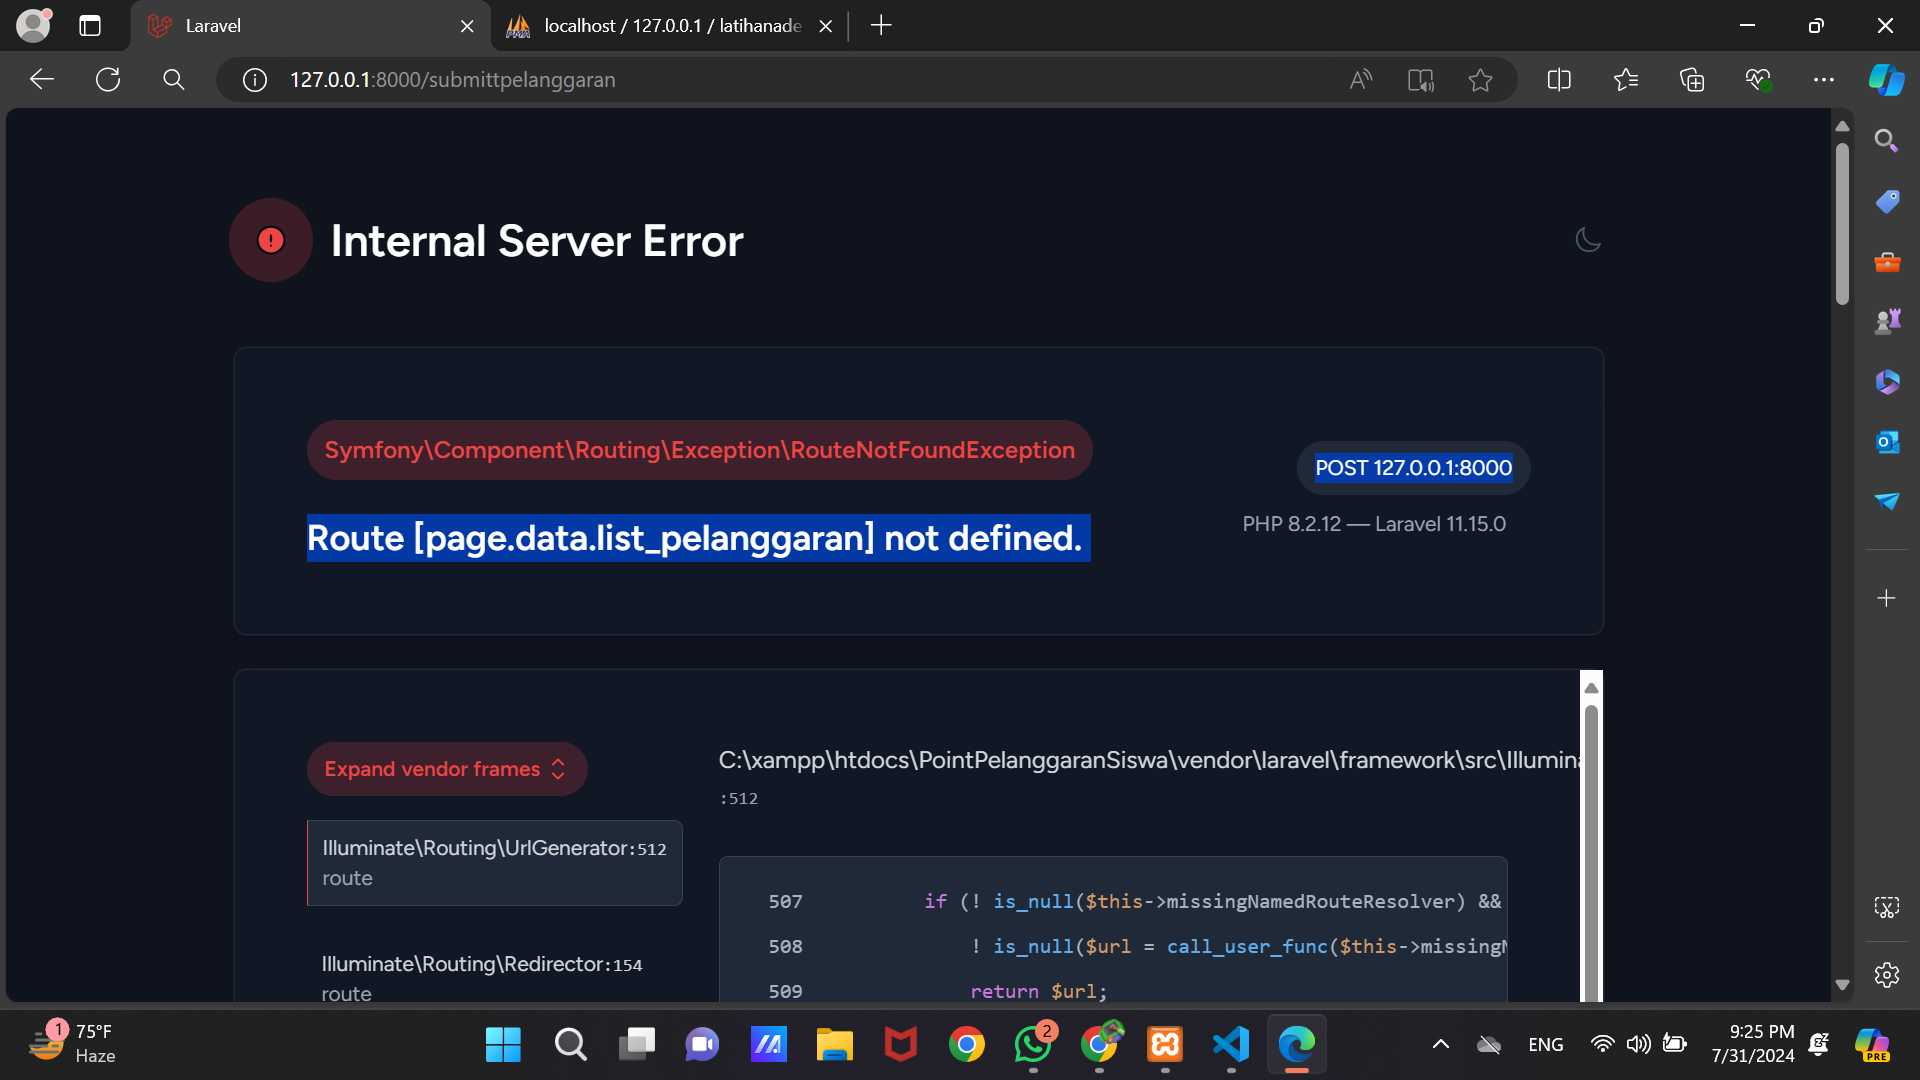 Laravel
localhost / 127.0.0.1 / latihanade
127.0.0.1:8000/submittpelanggaran
Internal Server Error
Symfony\Component\Routing\Exception\RouteNotFoundException
POST 127.0.0.1:8000
Route [page.data.list_pelanggaran] not defined.
PHP 8.2.12 — Laravel 11.15.0
Expand vendor frames
Illuminate\Routing\UrlGenerator:512
route
Illuminate\Routing\Redirector:154
route
C:\xampp\htdocs\PointPelanggaranSiswa\vendor\laravel\framework\src\Illumina
:512
507 if (! is_null($this->missingNamedRouteResolver) &&
508 ! is_null($url = call_user_func($this->missingN
509 return $url;
1
75°F
Haze
2
ENG
9:25 PM
7/31/2024
PRE